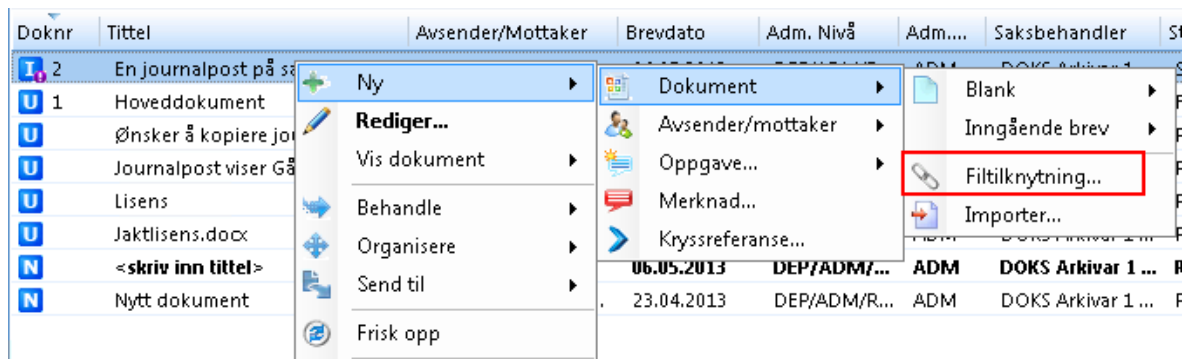 Doknr Tittel Avsender/Mottaker Brevdato Adm. Nivå Adm.... Saksbehandler
I 2 En journalpost på
Ny Dokument Blank
U 1 Hoveddokument
Rediger... Avsender/mottaker Inngående brev
U Ønsker å kopiere
Vis dokument Oppgave... Filtilknytning...
U Journalpost viser
U Lisens
Behandle Merknad... Importer...
U Jaktlisens.docx
Organisere Kryssreferanse...
N <skriv inn tittel> 06.05.2013 DEP/ADM/... ADM DOKS Arkivar 1 ...
Send til
N Nytt dokument 23.04.2013 DEP/ADM/R... ADM DOKS Arkivar 1 ...
Frisk opp